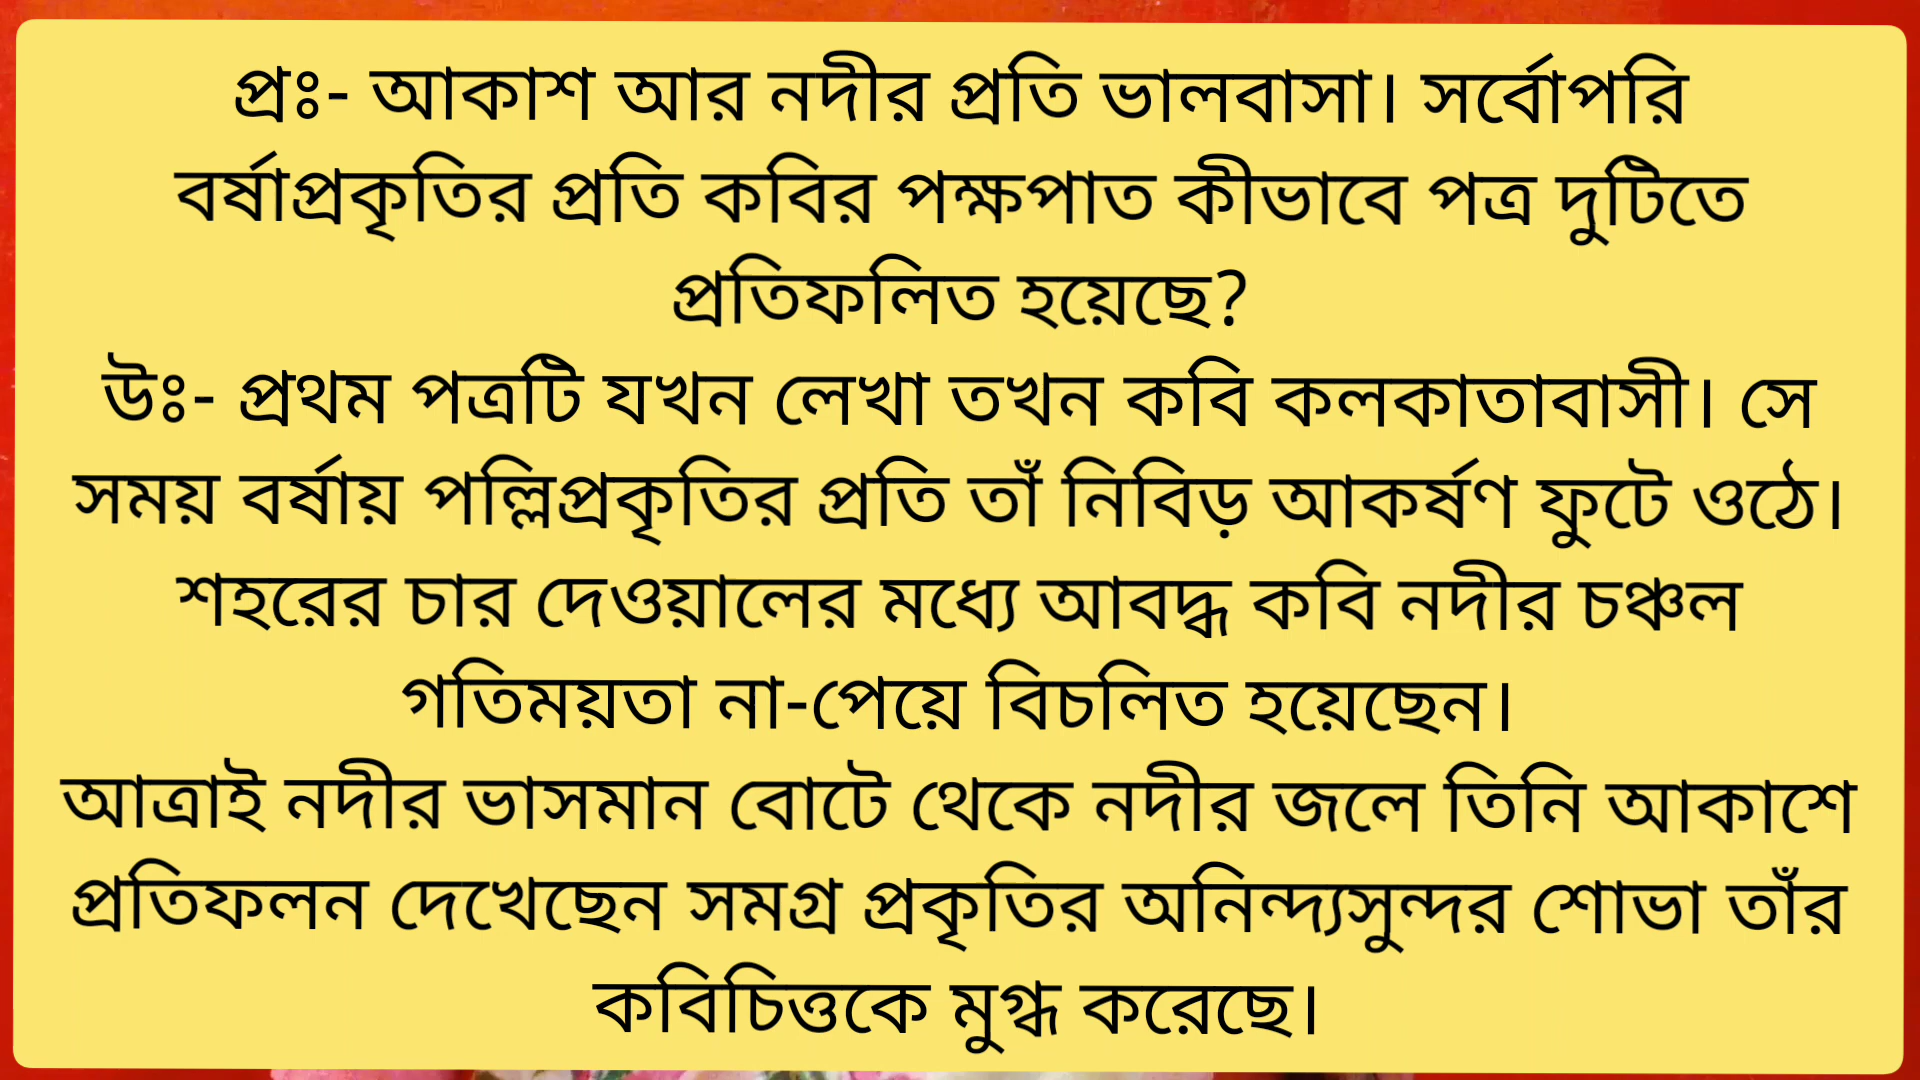 প্রঃ- আকাশ আর নদীর প্রতি ভালবাসা। সর্বোপরি
বর্ষাপ্রকৃতির প্রতি কবির পক্ষপাত কীভাবে পত্র দুটিতে
প্রতিফলিত হয়েছে?
উঃ- প্রথম পত্রটি যখন লেখা তখন কবি কলকাতাবাসী। সে
সময় বর্ষায় পল্লিপ্রকৃতির প্রতি তাঁ নিবিড় আকর্ষণ ফুটে ওঠে।
শহরের চার দেওয়ালের মধ্যে আবদ্ধ কবি নদীর চঞ্চল
গতিময়তা না-পেয়ে বিচলিত হয়েছেন।
আত্রাই নদীর ভাসমান বোটে থেকে নদীর জলে তিনি আকাশে
প্রতিফলন দেখেছেন সমগ্র প্রকৃতির অনিন্দ্যসুন্দর শোভা তাঁর
কবিচিত্তকে মুগ্ধ করেছে।